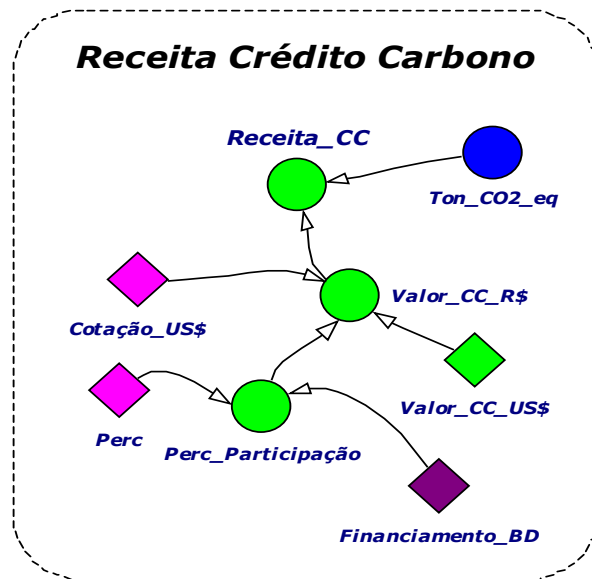 Receita Crédito Carbono
Receita_CC
Ton_CO2_eq
Valor_CC_R$
Cotação_US$
Valor_CC_US$
Perc
Perc_Participação
Financiamento_BD